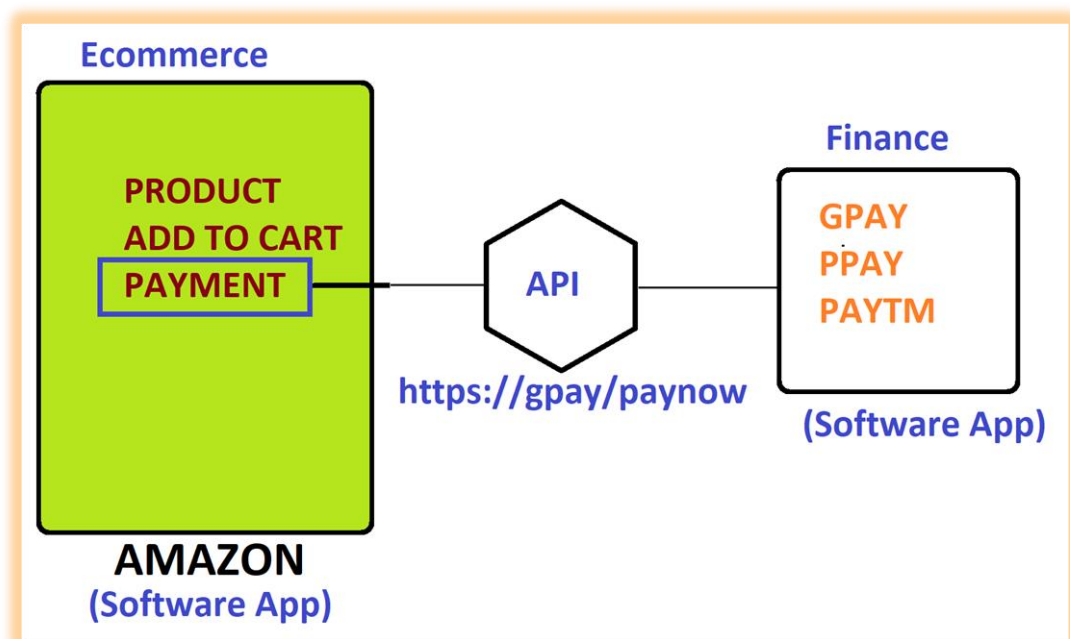 Ecommerce
PRODUCT
ADD TO CART
PAYMENT
AMAZON
(Software App)
API
https://gpay/paynow
Finance
GPAY
PPAY
PAYTM
(Software App)